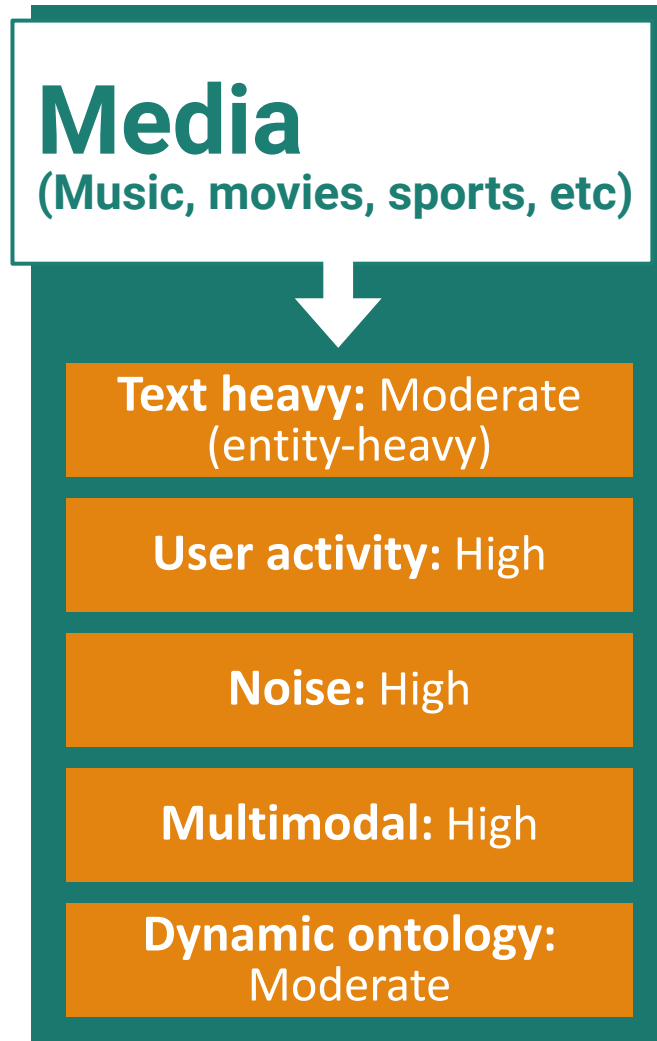 Media
(Music, movies, sports, etc)
Text heavy: Moderate
(entity-heavy)
User activity: High
Noise: High
Multimodal: High
Dynamic ontology:
Moderate